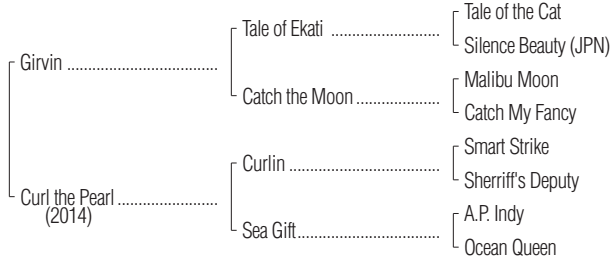 Tale of the Cat
Tale of Ekati ....................
Silence Beauty (JPN)
Girvin .....................................
Malibu Moon
Catch the Moon ....................
Catch My Fancy
Smart Strike
Curlin .....................................
Sherriff's Deputy
Curl the Pearl ........................
(2014)
A.P. Indy
Sea Gift...................................
Ocean Queen